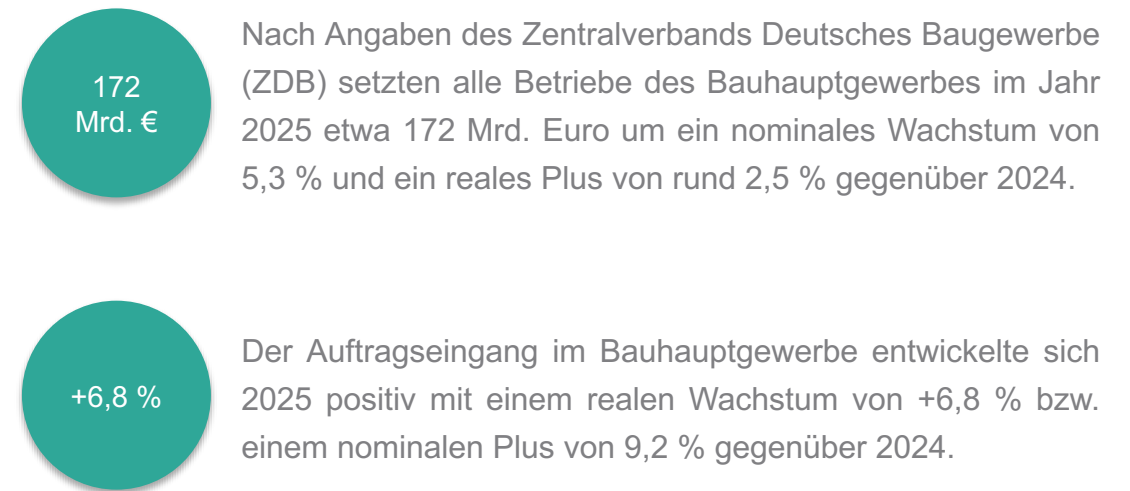 172
Mrd. €
Nach Angaben des Zentralverbands Deutsches Baugewerbe
(ZDB) setzten alle Betriebe des Bauhauptgewerbes im Jahr
2025 etwa 172 Mrd. Euro um ein nominales Wachstum von
5,3 % und ein reales Plus von rund 2,5 % gegenüber 2024.
+6,8 %
Der Auftragseingang im Bauhauptgewerbe entwickelte sich
2025 positiv mit einem realen Wachstum von +6,8 % bzw.
einem nominalen Plus von 9,2 % gegenüber 2024.